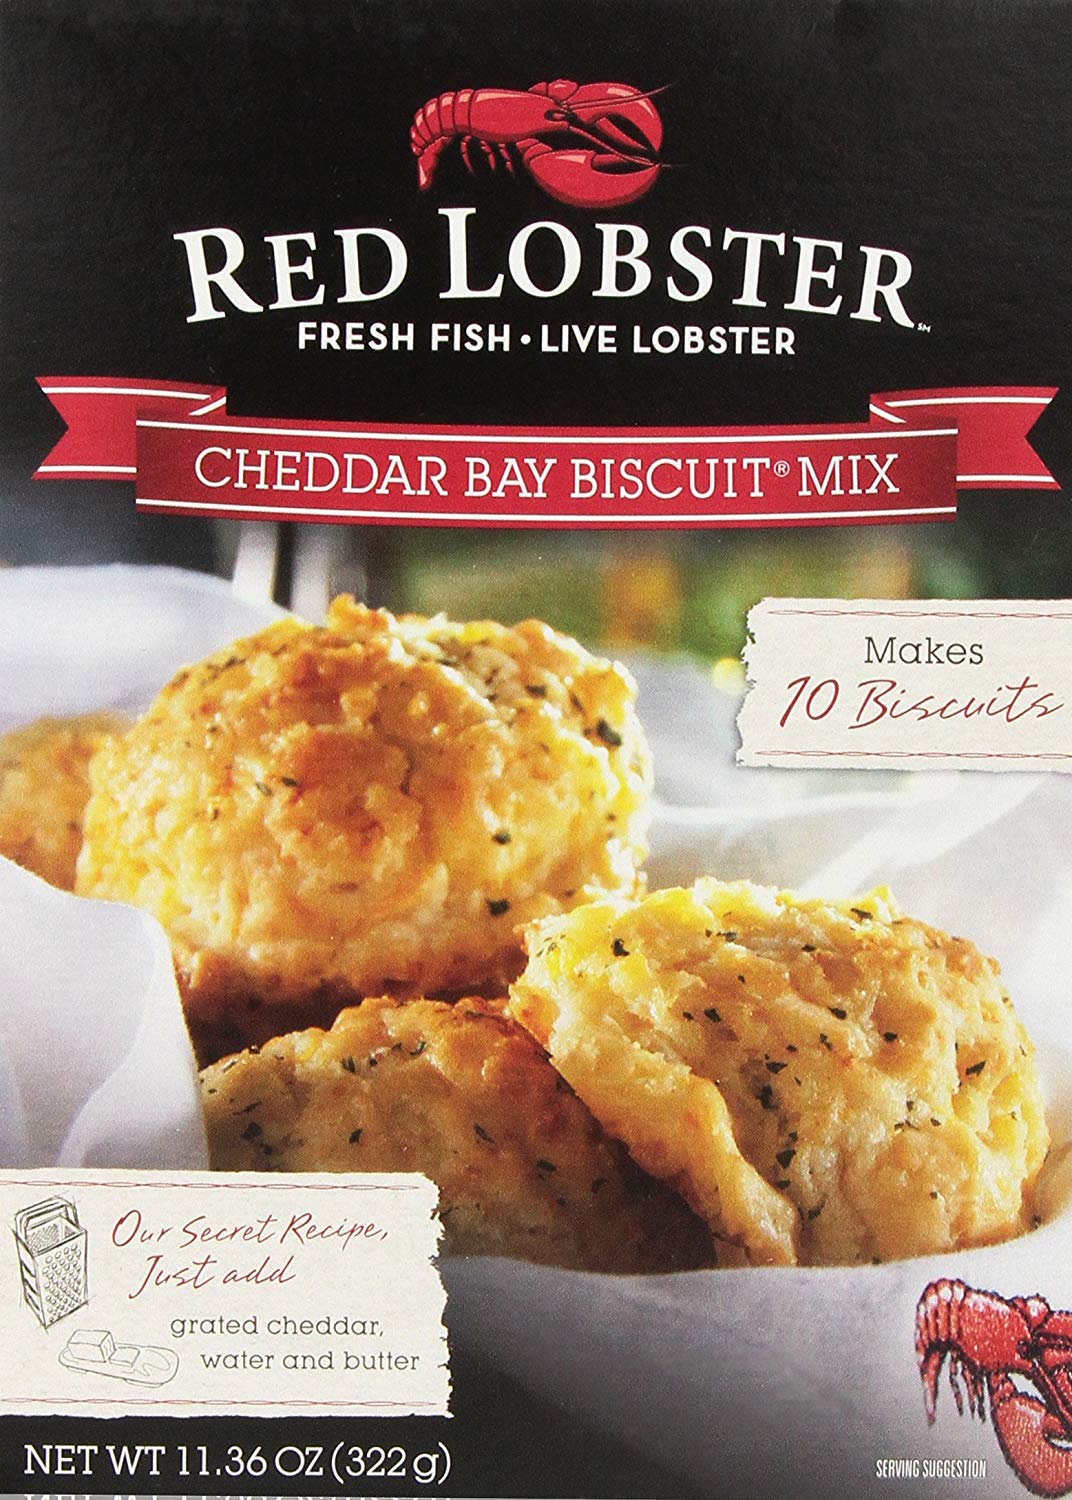 RED LOBSTER℠
FRESH FISH • LIVE LOBSTER
CHEDDAR BAY BISCUIT® MIX
Makes
10 Biscuits
Our Secret Recipe,
Just add
grated cheddar,
water and butter
NET WT 11.36 OZ (322 g)
SERVING SUGGESTION